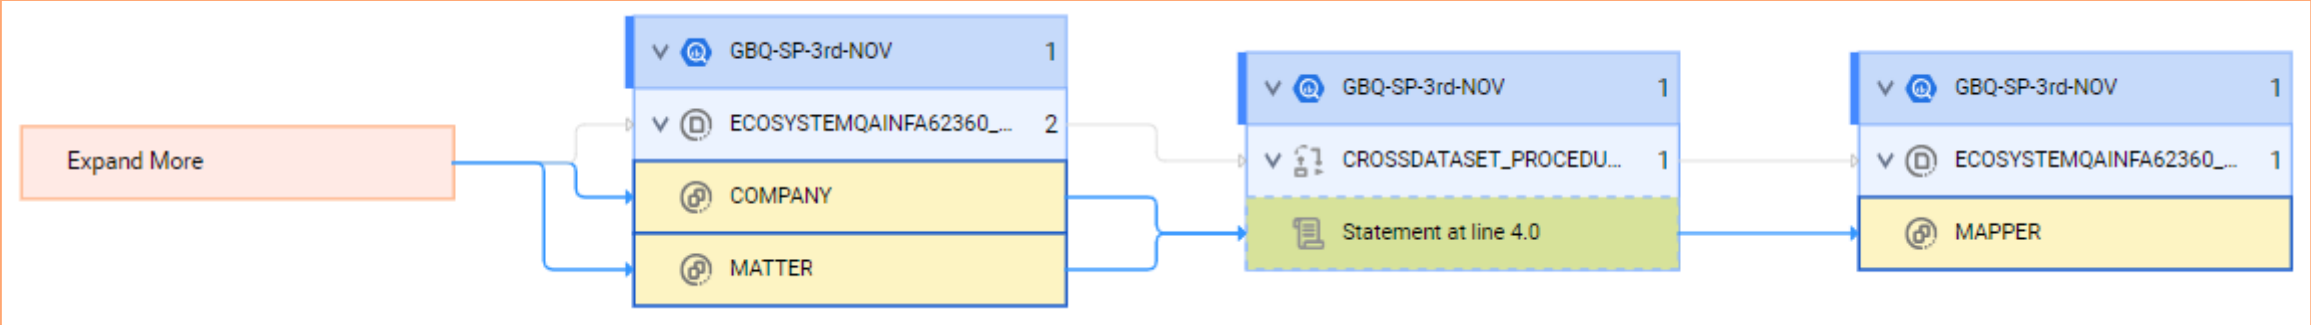 Expand More
GBQ-SP-3rd-NOV 1
ECOSYSTEMQAINFA62360_... 2
COMPANY
MATTER
GBQ-SP-3rd-NOV 1
CROSSDATASET_PROCEDU... 1
Statement at line 4.0
GBQ-SP-3rd-NOV 1
ECOSYSTEMQAINFA62360_... 1
MAPPER